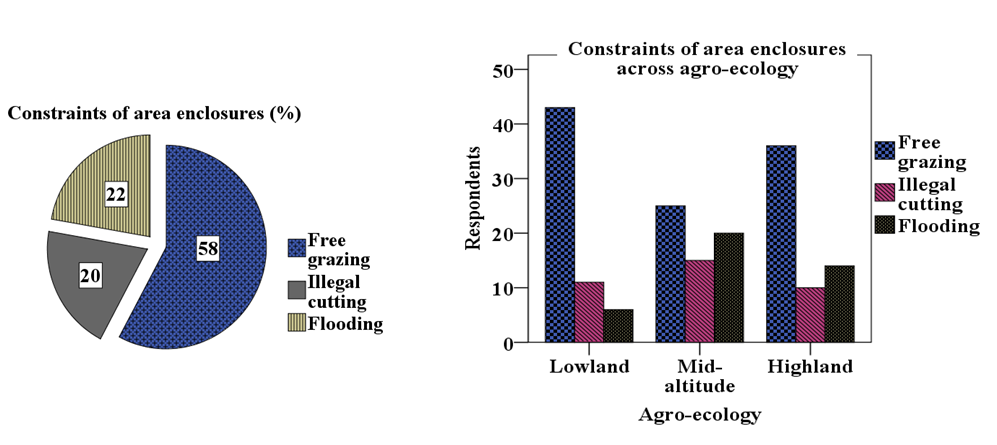 Constraints of area enclosures (%)
22
58
20
Free
grazing
Illegal
cutting
Flooding
Constraints of area enclosures
across agro-ecology
Respondents
50
40
30
20
10
0
Lowland
Mid-
altitude
Highland
Agro-ecology
Free
grazing
Illegal
cutting
Flooding